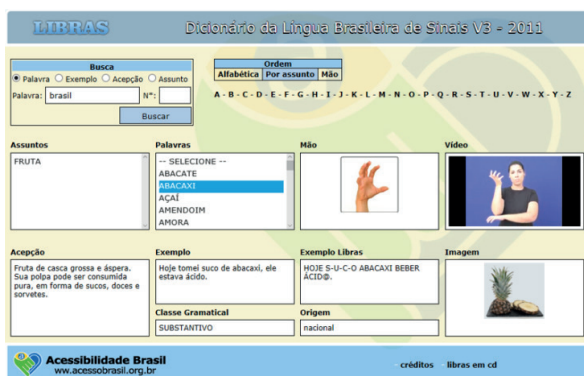 LIBRAS
Dicionário da Língua Brasileira de Sinais V3 - 2011
Busca
Palavra Exemplo Acepção Assunto
Palavra: brasil Nº:
Buscar
Ordem
Alfabética Por assunto Mão
A - B - C - D - E - F - G - H - I - J - K - L - M - N - O - P - Q - R - S - T - U - V - W - X - Y - Z
Assuntos
FRUTA
Palavras
-- SELECIONE --
ABACATE
ABACAXI
AÇAÍ
AMENDOIM
AMORA
Mão
Vídeo
Acepção
Fruta de casca grossa e áspera.
Sua polpa pode ser consumida
pura, em forma de sucos, doces e
sorvetes.
Exemplo
Hoje tomei suco de abacaxi, ele
estava ácido.
Exemplo Libras
HOJE S-U-C-O ABACAXI BEBER
ÁCID@.
Imagem
Classe Gramatical
SUBSTANTIVO
Origem
nacional
Acessibilidade Brasil
www.acessobrasil.org.br
créditos libras em cd